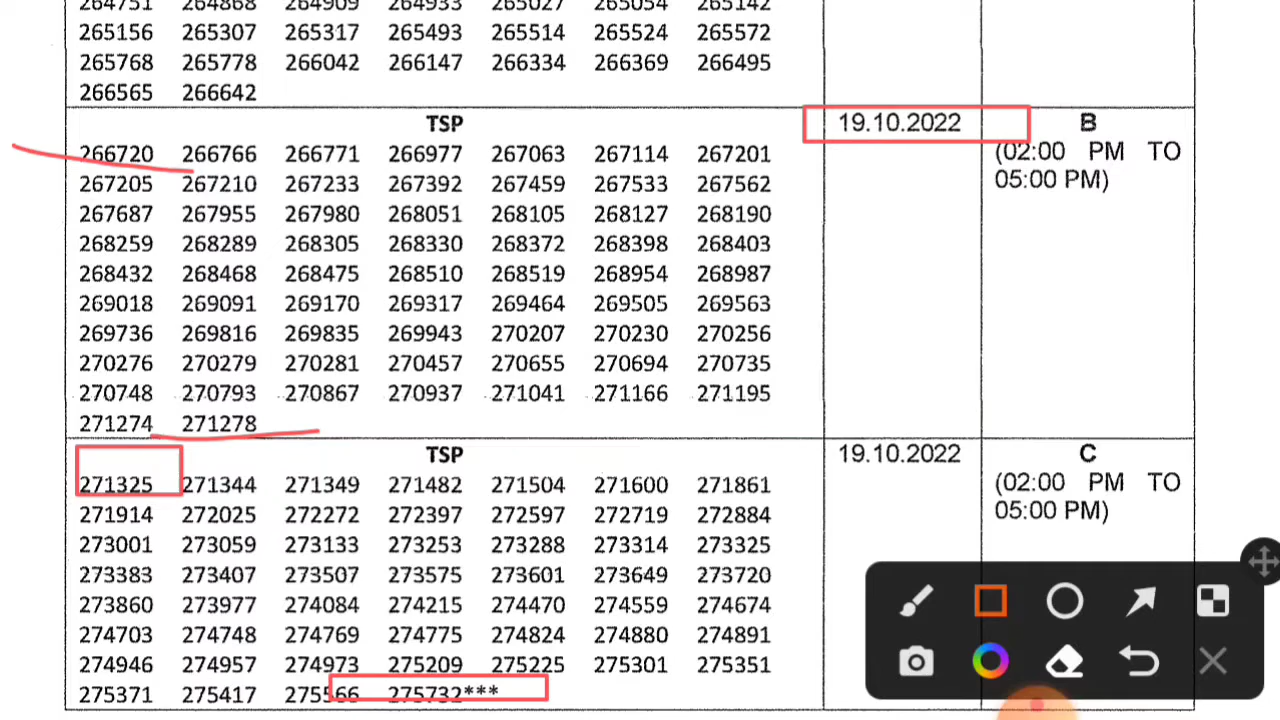 264751 264868 264909 264933 265027 265054 265142
265156 265307 265317 265493 265514 265524 265572
265768 265778 266042 266147 266334 266369 266495
266565 266642
TSP 19.10.2022 B
266720 266766 266771 266977 267063 267114 267201 (02:00 PM TO
267205 267210 267233 267392 267459 267533 267562 05:00 PM)
267687 267955 267980 268051 268105 268127 268190
268259 268289 268305 268330 268372 268398 268403
268432 268468 268475 268510 268519 268954 268987
269018 269091 269170 269317 269464 269505 269563
269736 269816 269835 269943 270207 270230 270256
270276 270279 270281 270457 270655 270694 270735
270748 270793 270867 270937 271041 271166 271195
271274 271278
TSP 19.10.2022 C
271325 271344 271349 271482 271504 271600 271861 (02:00 PM TO
271914 272025 272272 272397 272597 272719 272884 05:00 PM)
273001 273059 273133 273253 273288 273314 273325
273383 273407 273507 273575 273601 273649 273720
273860 273977 274084 274215 274470 274559 274674
274703 274748 274769 274775 274824 274880 274891
274946 274957 274973 275209 275225 275301 275351
275371 275417 275566 275732***